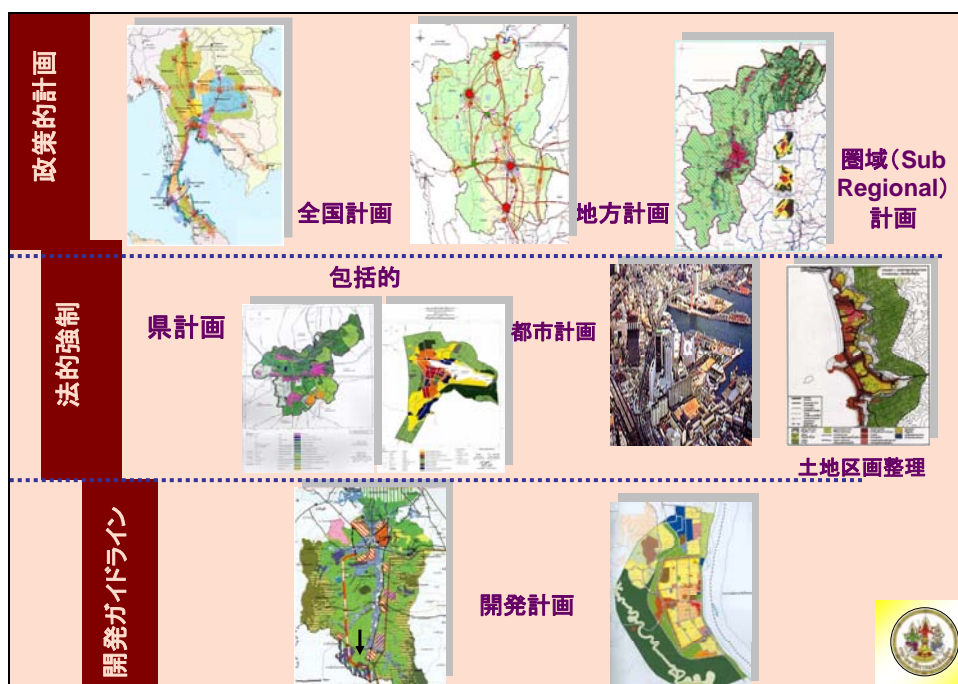 政策的計画
全国計画
地方計画
圏域（Sub
Regional）
計画
法的強制
包括的
県計画
都市計画
土地区画整理
開発ガイドライン
開発計画